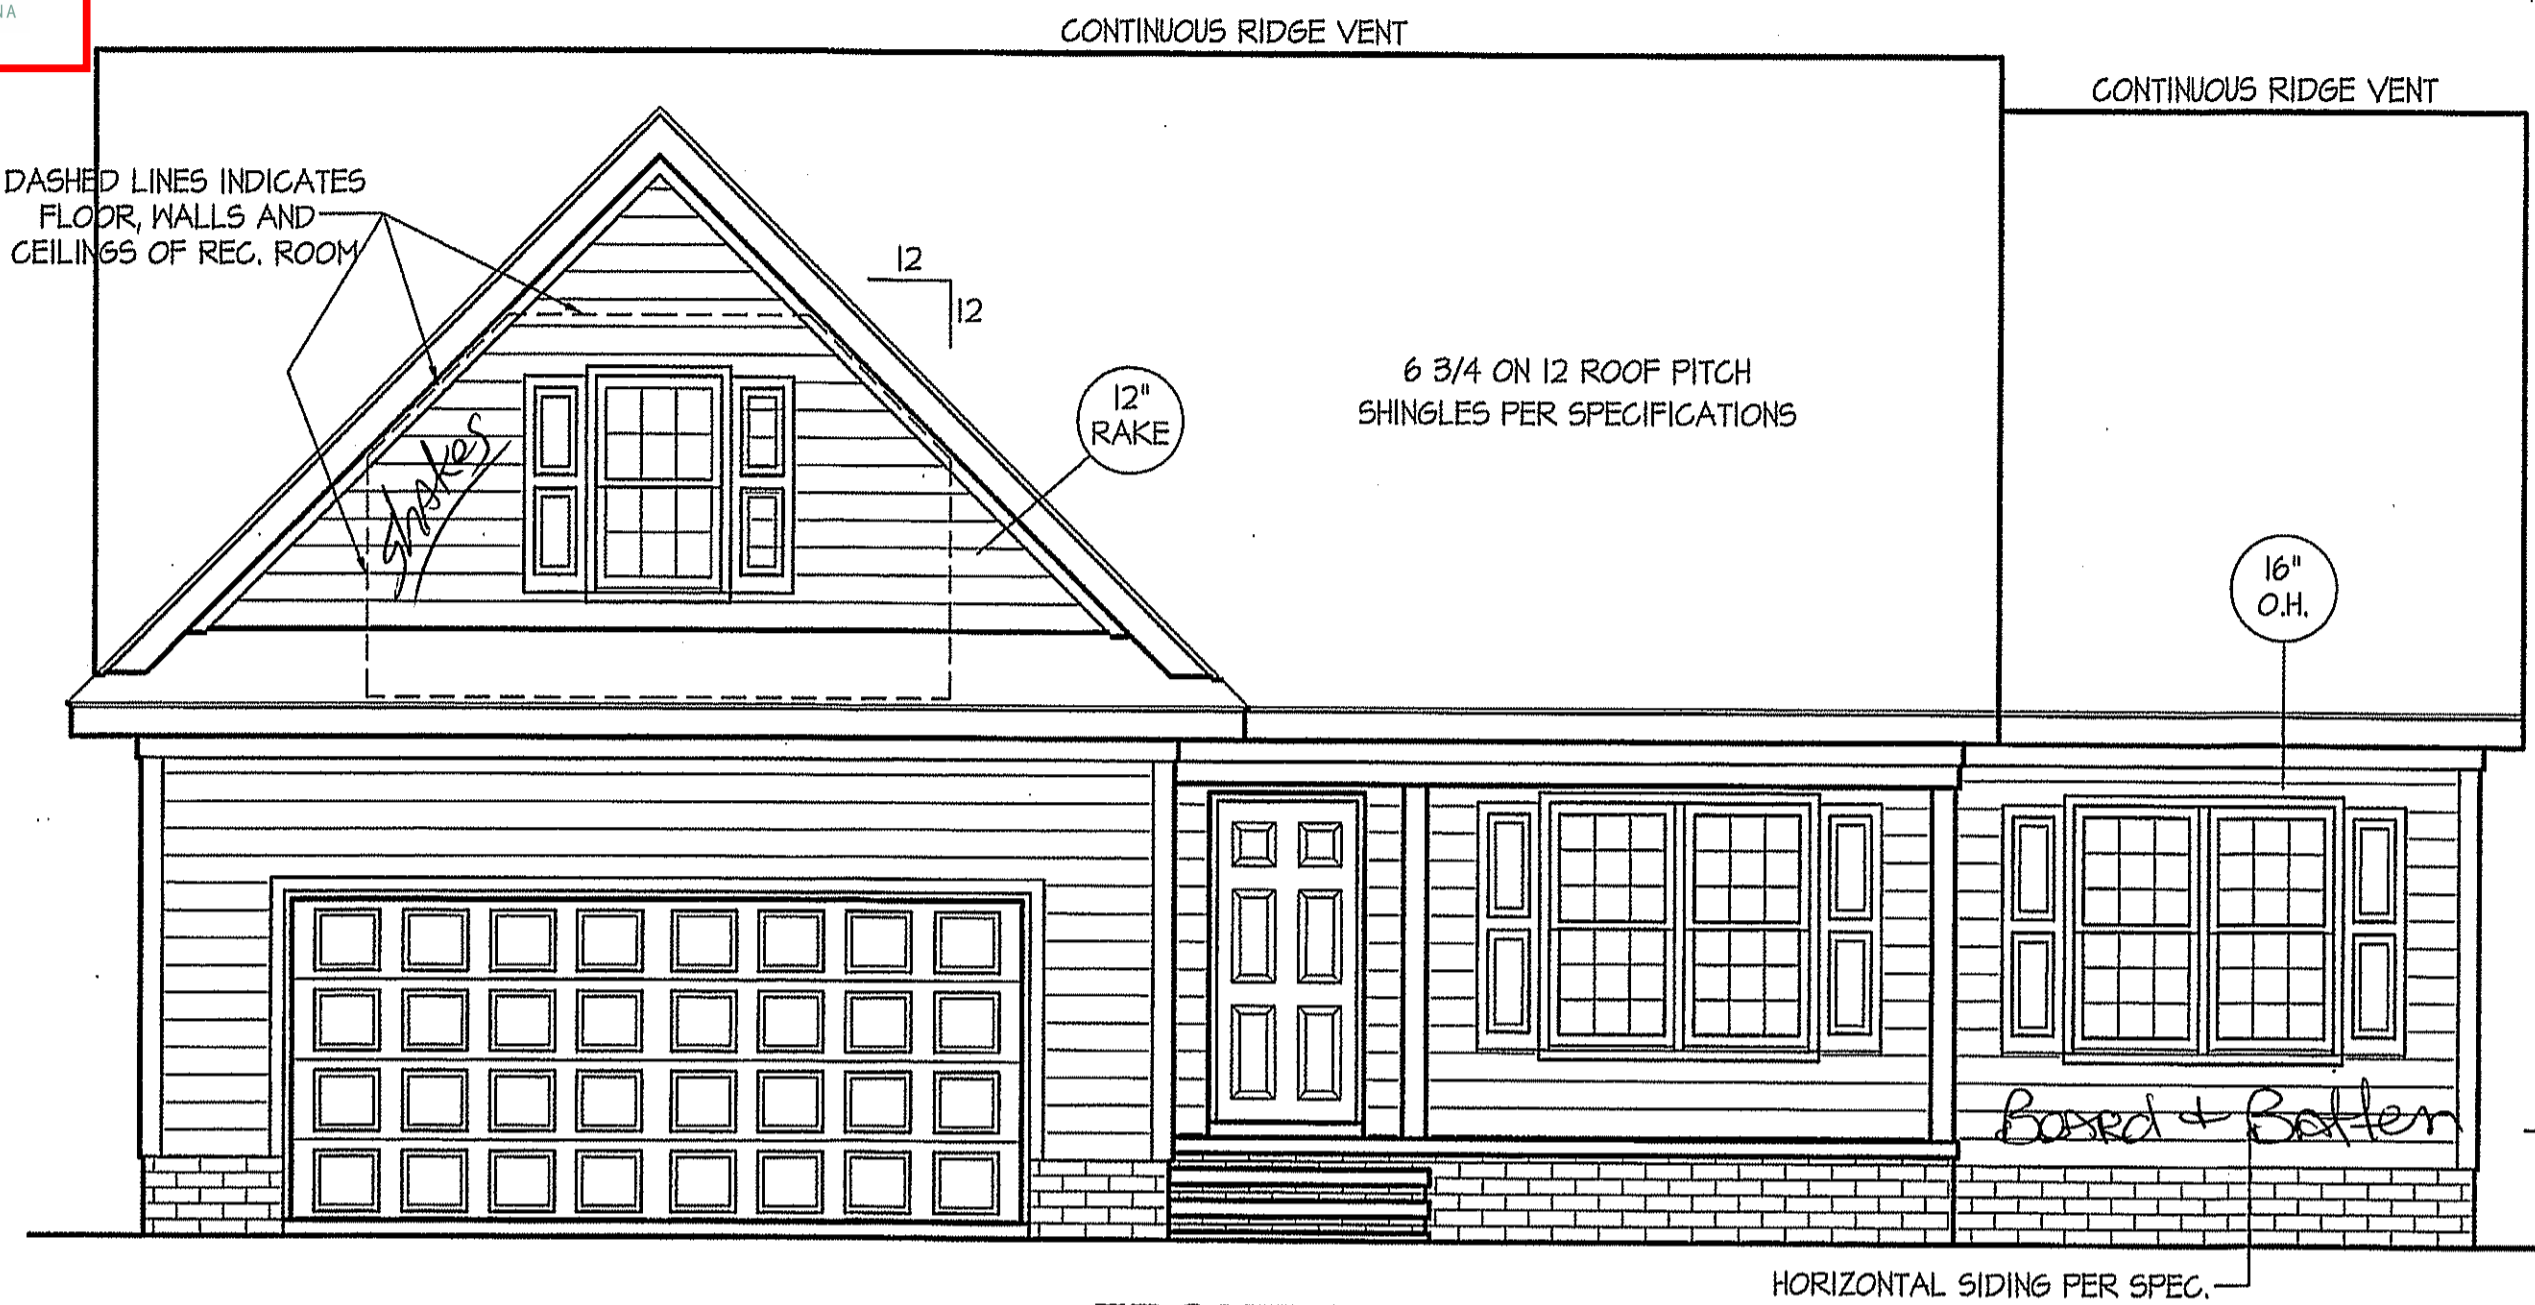 CONTINUOUS RIDGE VENT
CONTINUOUS RIDGE VENT
DASHED LINES INDICATES
FLOOR, WALLS AND
CEILINGS OF REC. ROOM
12
12
12"
RAKE
6 3/4 ON 12 ROOF PITCH
SHINGLES PER SPECIFICATIONS
Shakes
16"
O.H.
Board + Batten
HORIZONTAL SIDING PER SPEC.